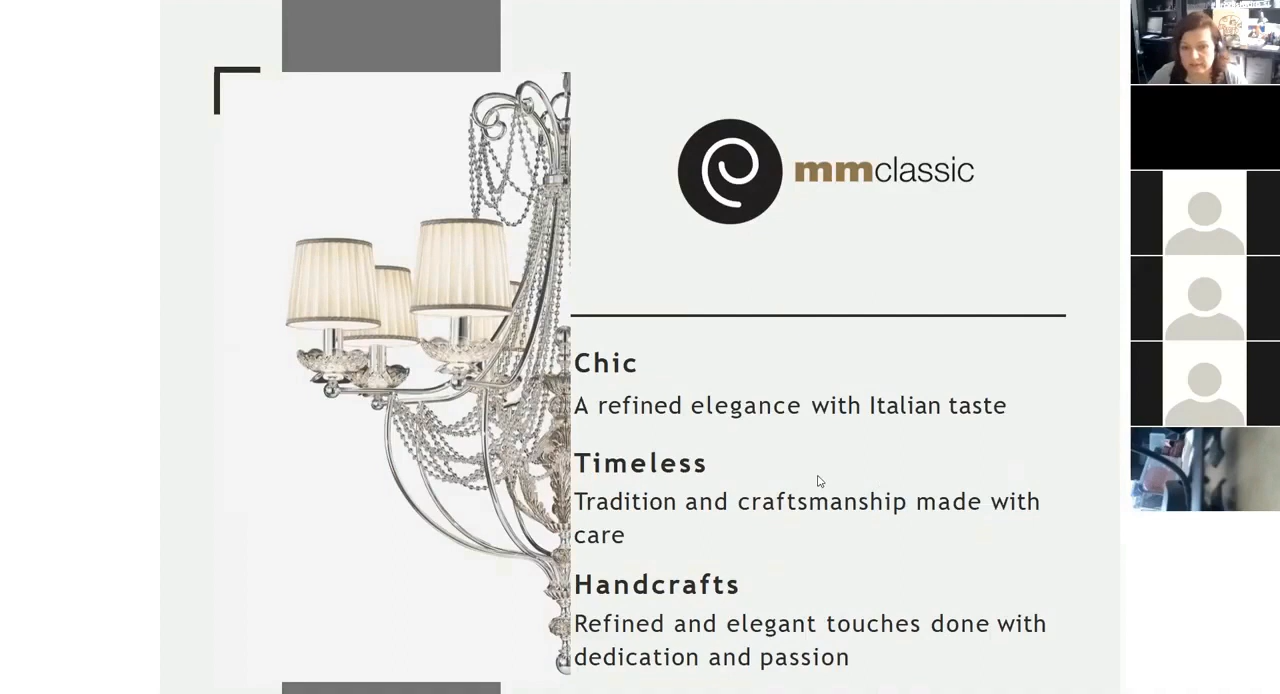 mmclassic
Chic
A refined elegance with Italian taste
Timeless
Tradition and craftsmanship made with
care
Handcrafts
Refined and elegant touches done with
dedication and passion